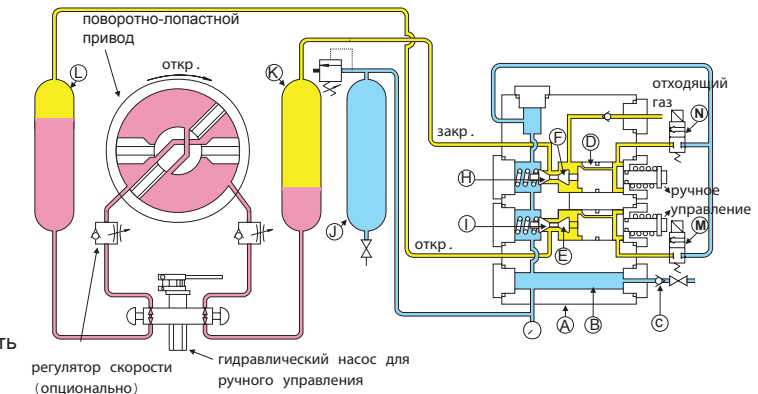 поворотно-лопастной
привод
откр.
L
K
J
закр.
откр.
F
D
H
I
E
A
B
C
отходящий
газ
N
ручное
управление
M
ть
регулятор скорости
(опционально)
гидравлический насос для
ручного управления